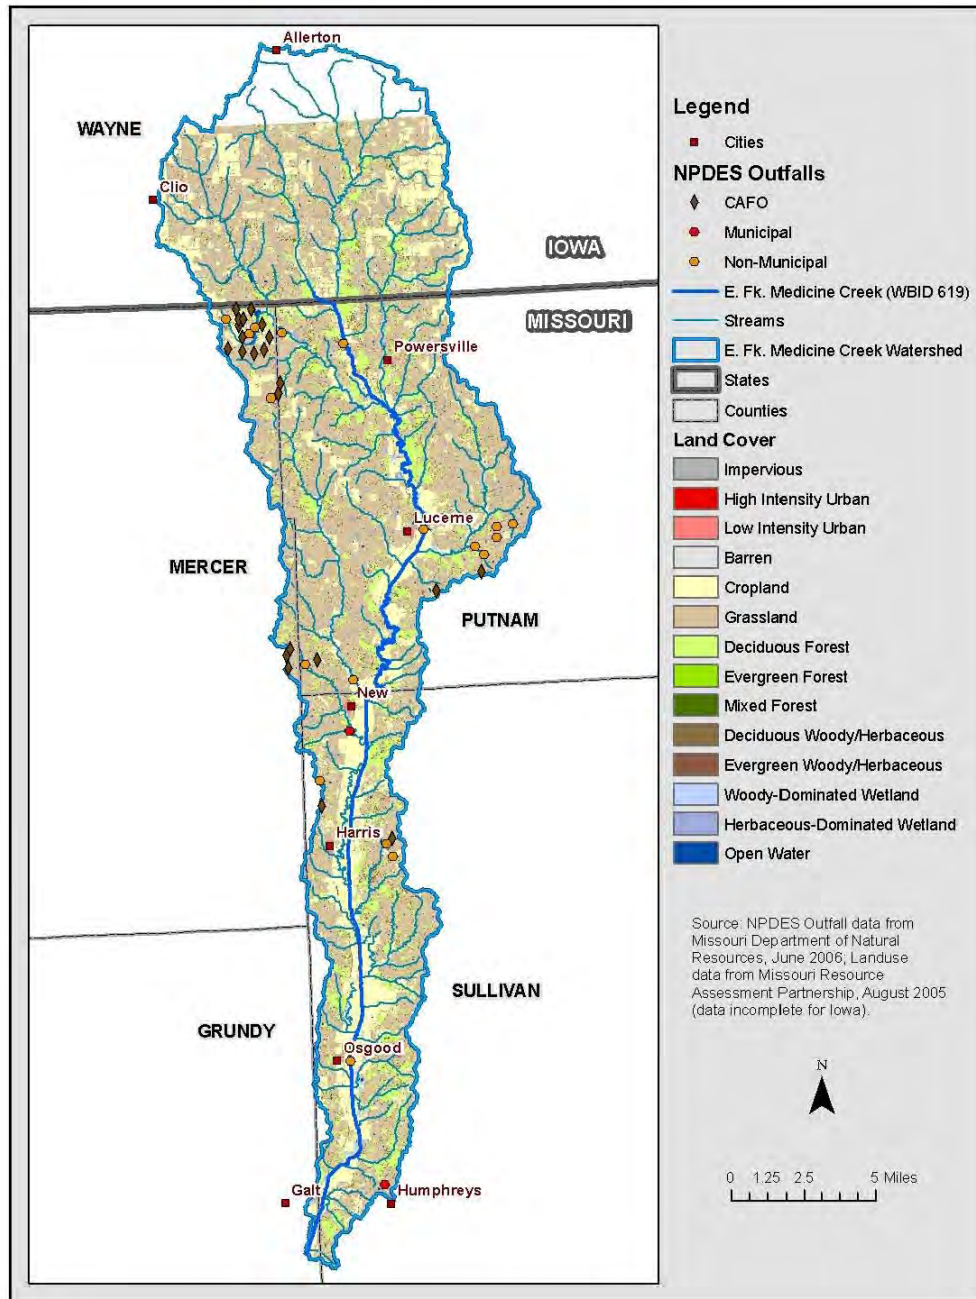 Allerton
WAYNE
Clio
IOWA
MISSOURI
Powersville
Lucerne
MERCER
PUTNAM
New
Harris
SULLIVAN
GRUNDY
Osgood
Galt
Humphreys
Legend
Cities
NPDES Outfalls
CAFO
Municipal
Non-Municipal
E. Fk. Medicine Creek (WBID 619)
Streams
E. Fk. Medicine Creek Watershed
States
Counties
Land Cover
Impervious
High Intensity Urban
Low Intensity Urban
Barren
Cropland
Grassland
Deciduous Forest
Evergreen Forest
Mixed Forest
Deciduous Woody/Herbaceous
Evergreen Woody/Herbaceous
Woody-Dominated Wetland
Herbaceous-Dominated Wetland
Open Water
Source: NPDES Outfall data from
Missouri Department of Natural
Resources, June 2006; Landuse
data from Missouri Resource
Assessment Partnership, August 2005
(data incomplete for Iowa).
N
0 1.25 2.5 5 Miles